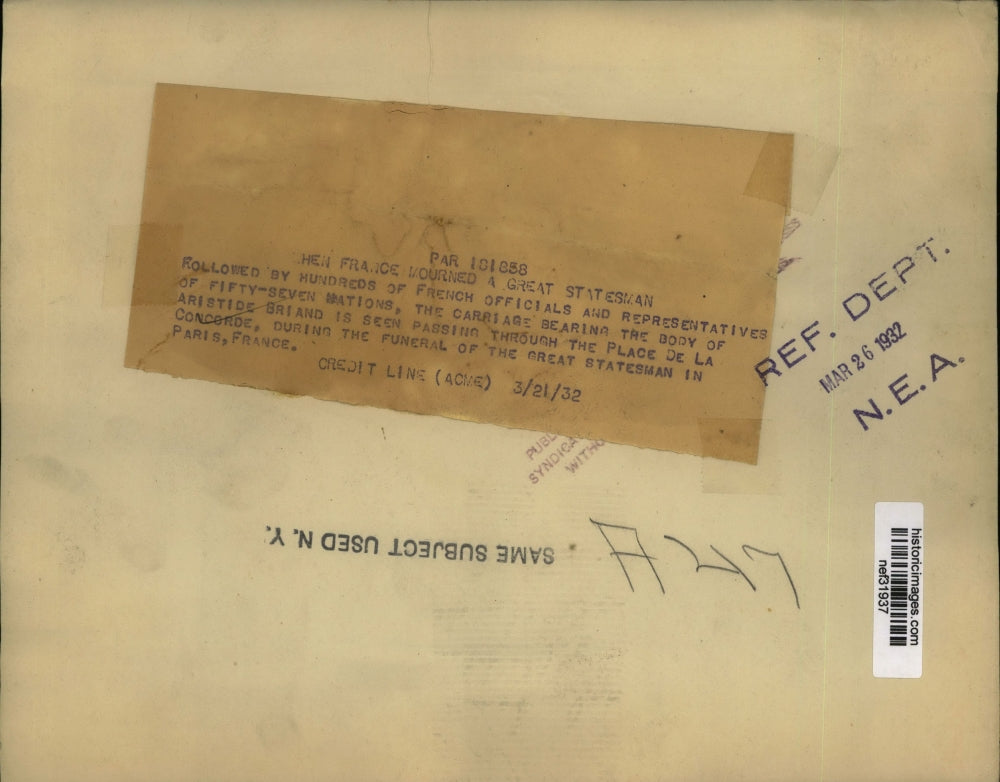 PAR 181858
HEN FRANCE MOURNED A GREAT STATESMAN
FOLLOWED BY HUNDREDS OF FRENCH OFFICIALS AND REPRESENTATIVES
OF FIFTY-SEVEN NATIONS, THE CARRIAGE BEARING THE BODY OF
ARISTIDE BRIAND IS SEEN PASSING THROUGH THE PLACE DE LA
CONCORDE, DURING THE FUNERAL OF THE GREAT STATESMAN IN
PARIS, FRANCE.
CREDIT LINE (ACME) 3/21/32
REF. DEPT.
MAR 26 1932
N.E.A.
PUBL
SYNDICA
WITHO
SAME SUBJECT USED N.Y.
historicimages.com
nef31937